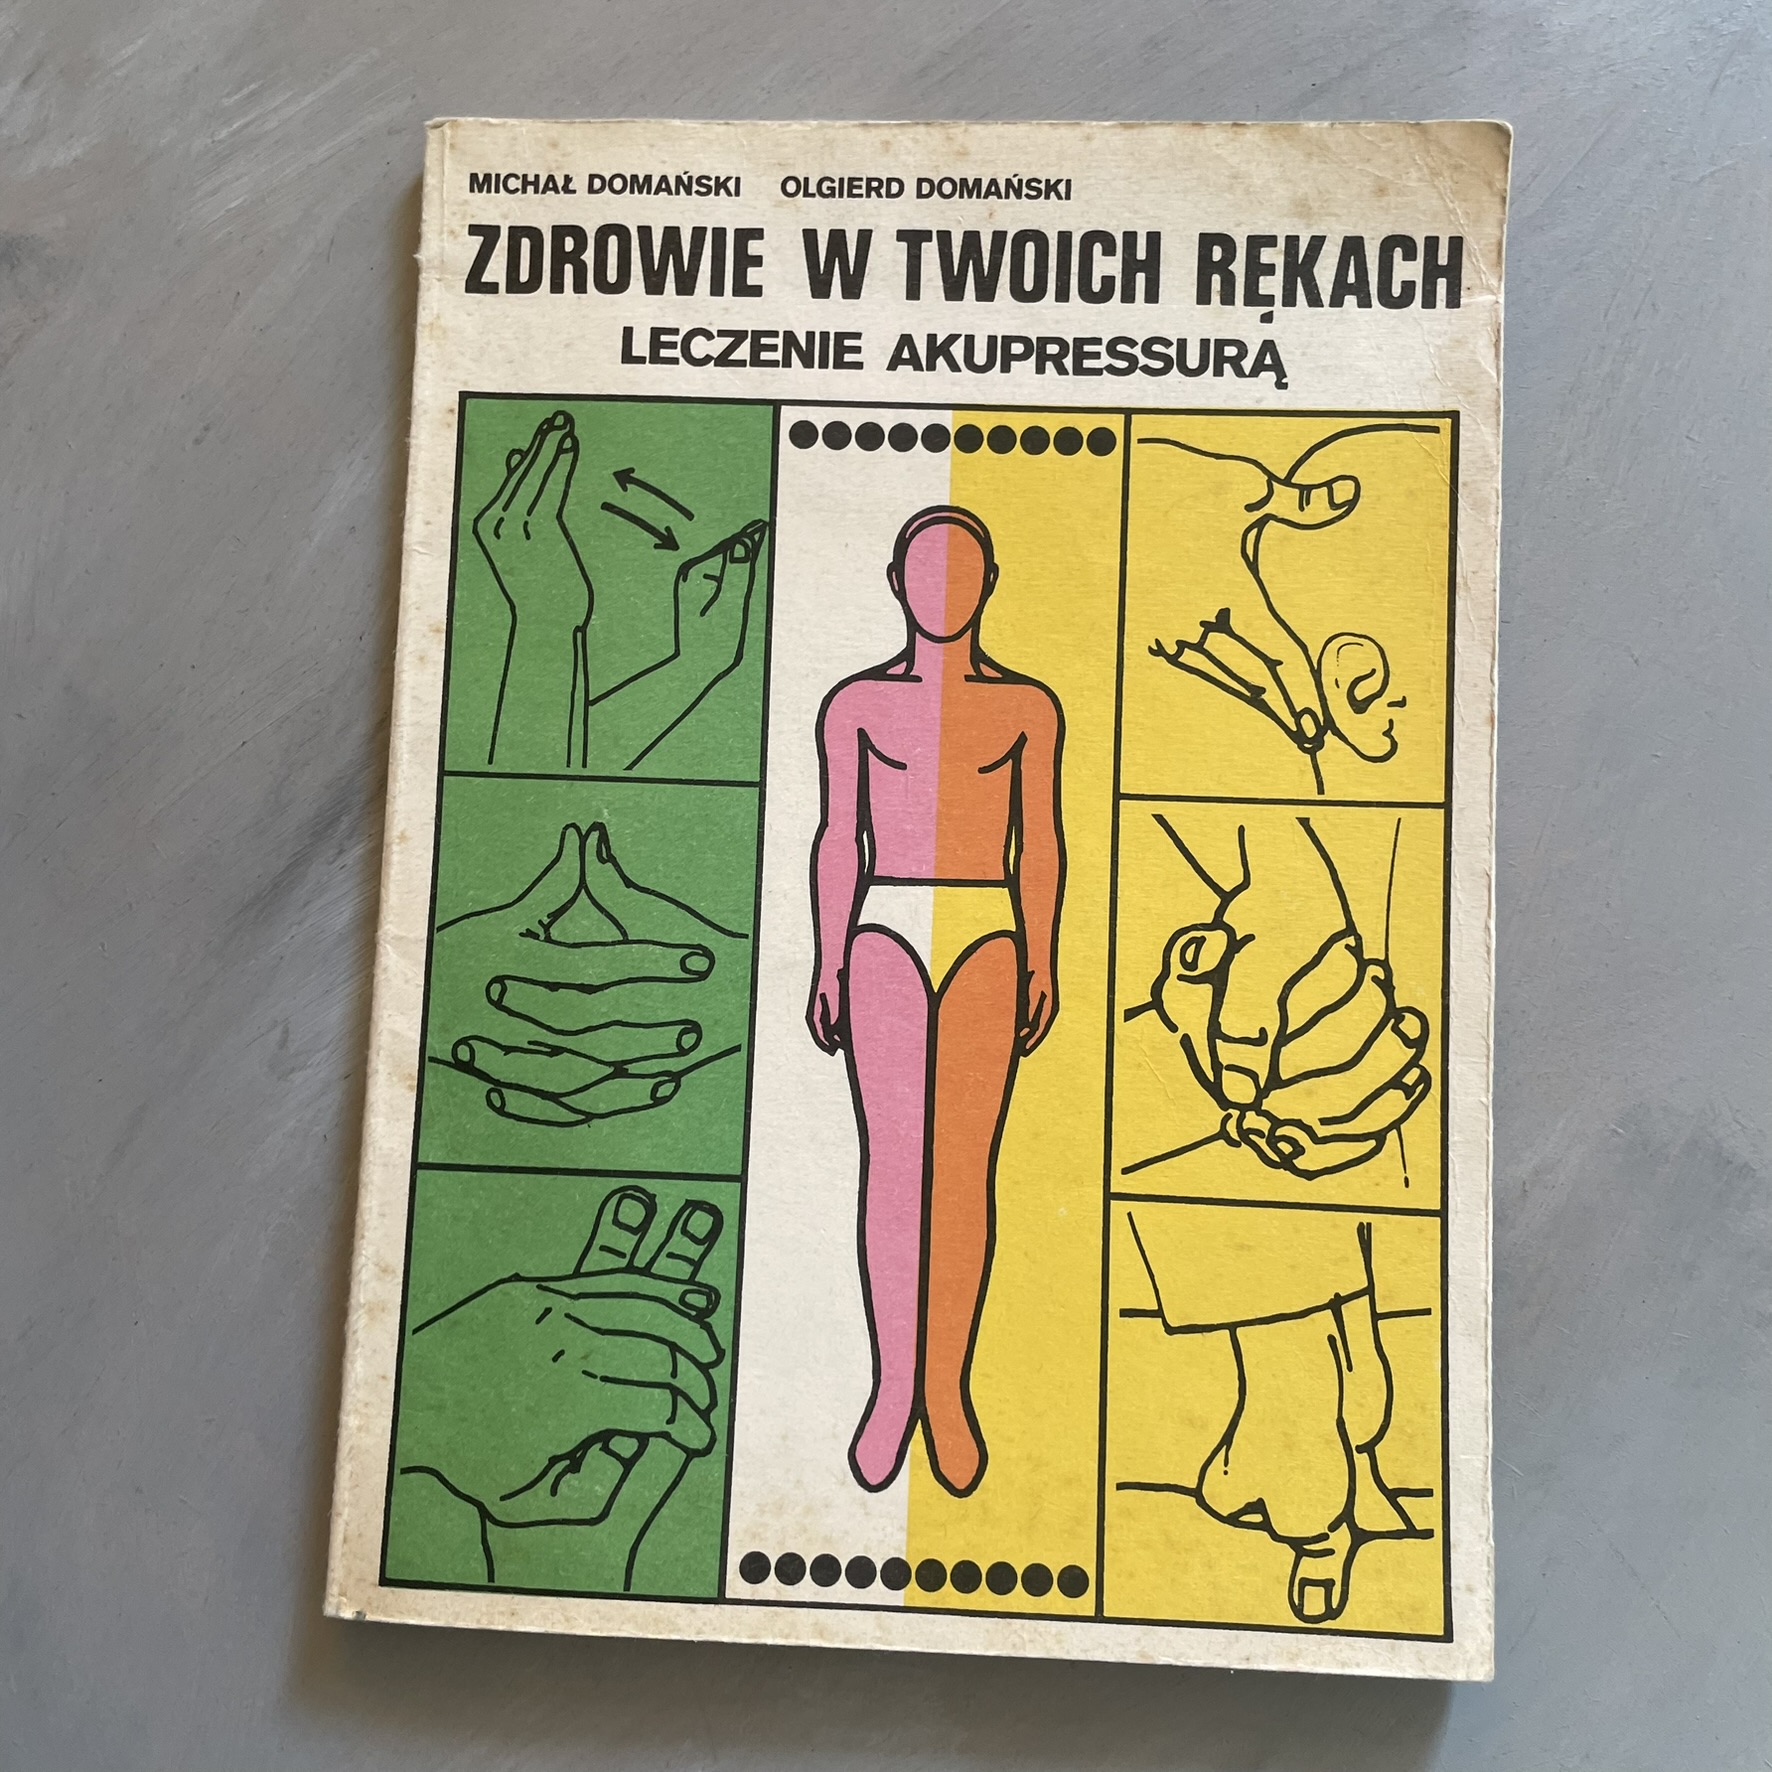 MICHAŁ DOMAŃSKI OLGIERD DOMAŃSKI
ZDROWIE W TWOICH RĘKACH
LECZENIE AKUPRESSURĄ